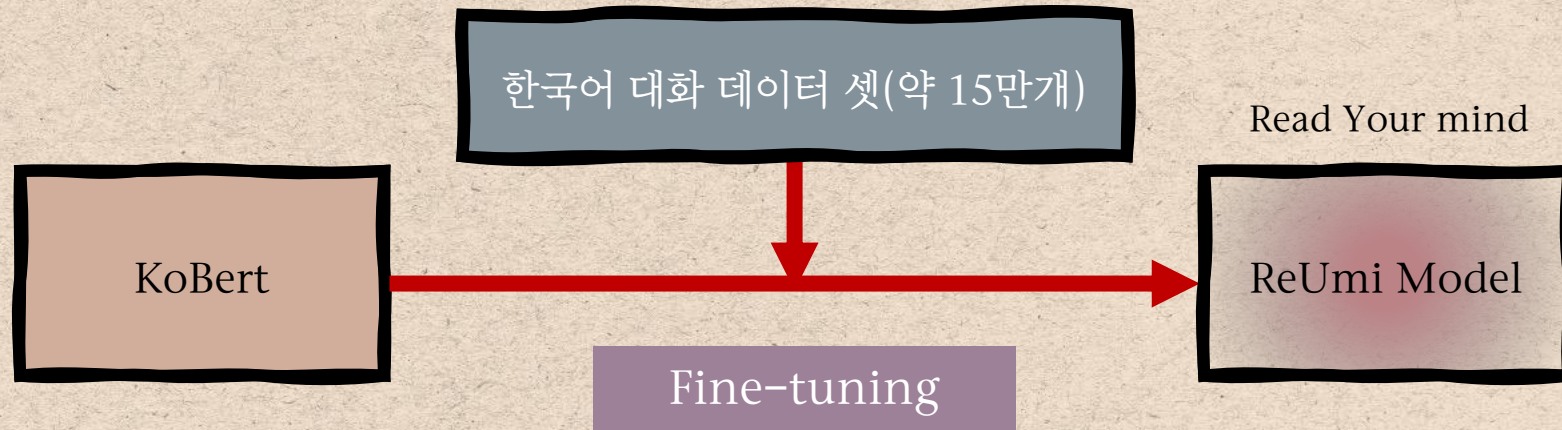 한국어 대화 데이터 셋(약 15만개)
Read Your mind
KoBert
ReUmi Model
Fine-tuning